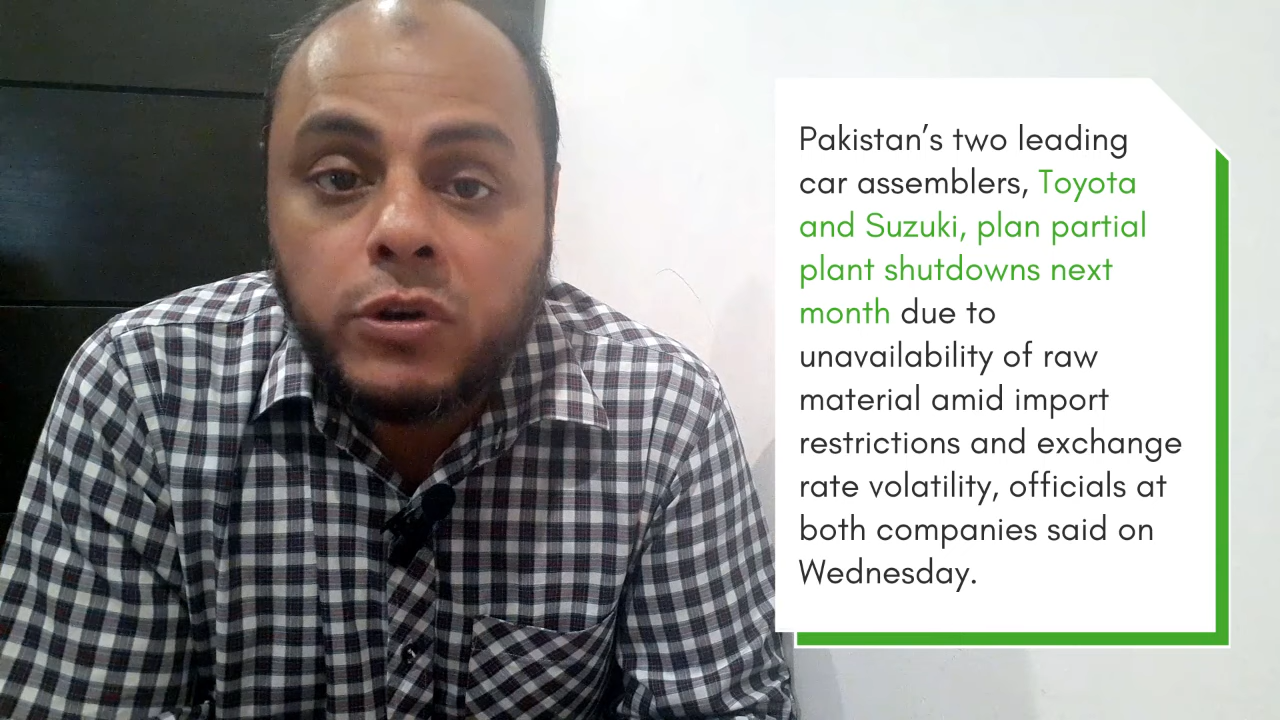 Pakistan’s two leading
car assemblers, Toyota
and Suzuki, plan partial
plant shutdowns next
month due to
unavailability of raw
material amid import
restrictions and exchange
rate volatility, officials at
both companies said on
Wednesday.